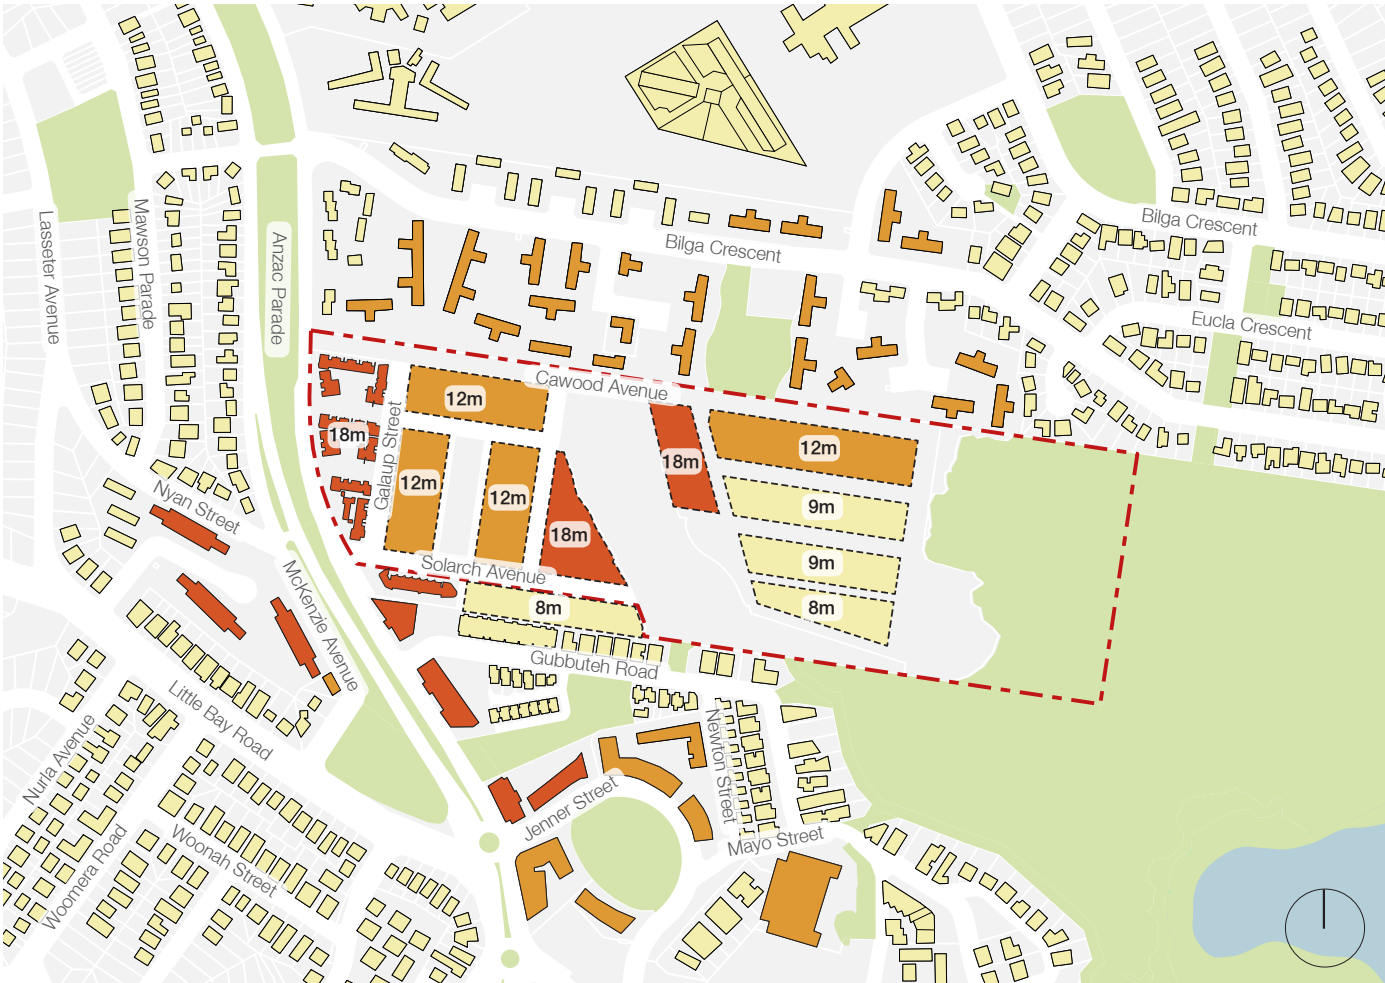 Lasseter Avenue
Mawson Parade
Anzac Parade
Bilga Crescent
Bilga Crescent
Eucla Crescent
Cawood Avenue
12m
18m
Galaup Street
12m
12m
18m
18m
12m
9m
9m
8m
Nyan Street
Solarch Avenue
8m
McKenzie Avenue
Gubbuteh Road
Little Bay Road
Newton Street
Nurla Avenue
Jenner Street
Mayo Street
Woomera Road
Woonah Street